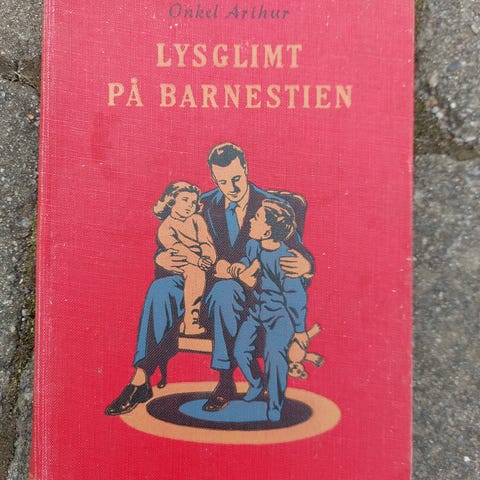 Onkel Arthur
LYSGLIMT
PÅ BARNESTIEN